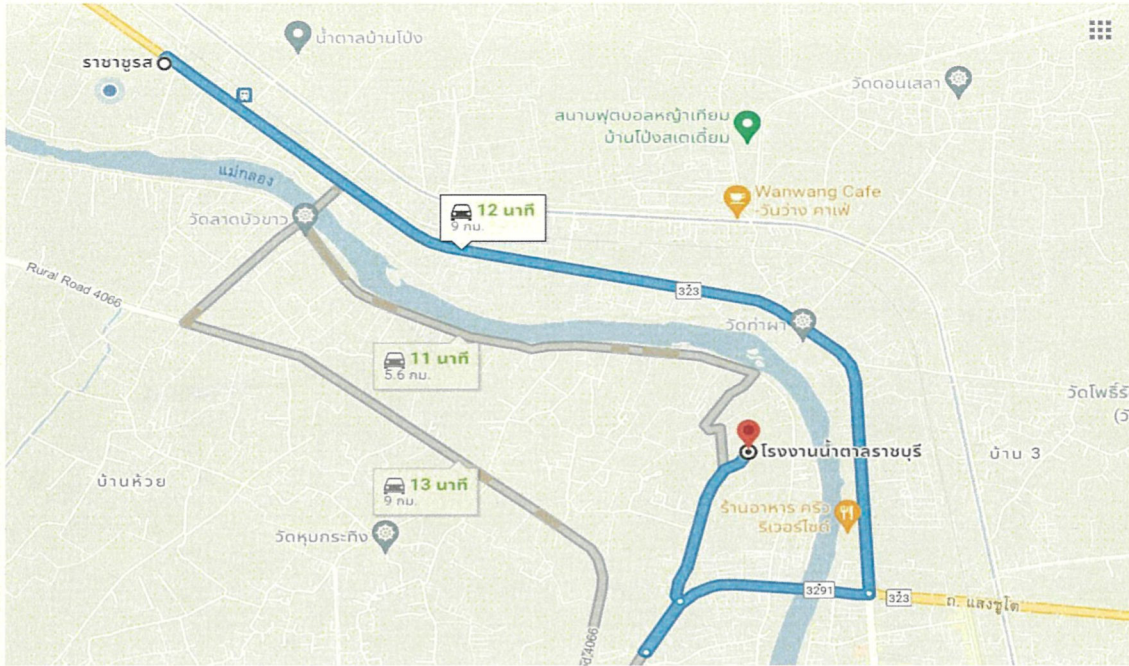 น้ำตาลบ้านโป่ง
ราชาชูรส
วัดดอนเสลา
สนามฟุตบอลหญ้าเทียม
บ้านโป่งสเตเดี้ยม
แม่กลอง
Wanwang Cafe
-วันว่าง คาเฟ่
12 นาที
9 กม.
วัดลาดบัวขาว
Rural Road 4066
323
วัดท่าผา
11 นาที
5.6 กม.
วัดโพธิ์รั
(วั
โรงงานน้ำตาลราชบุรี
บ้าน 3
13 นาที
9 กม.
บ้านห้วย
ร้านอาหาร ครัว
ริเวอร์ไซด์
วัดหุบกระทิง
3291
323
ถ. แสงชูโต
4066